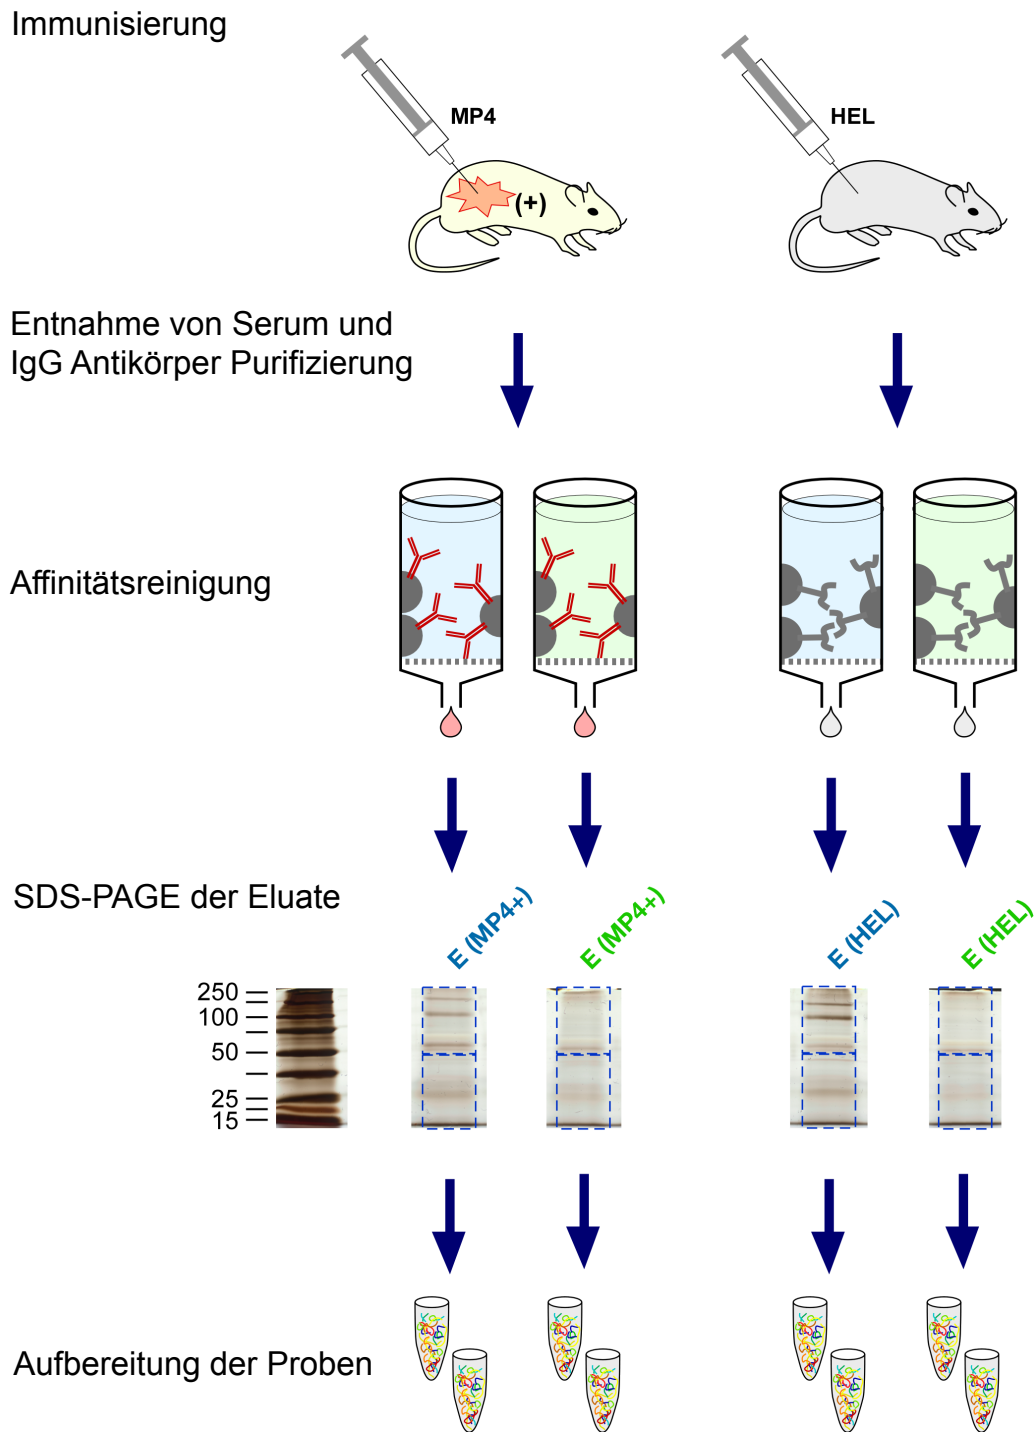 Immunisierung
MP4
HEL
(+)
Entnahme von Serum und
IgG Antikörper Purifizierung
Affinitätsreinigung
SDS-PAGE der Eluate
E (MP4+)
E (MP4+)
E (HEL)
E (HEL)
250
100
50
25
15
Aufbereitung der Proben